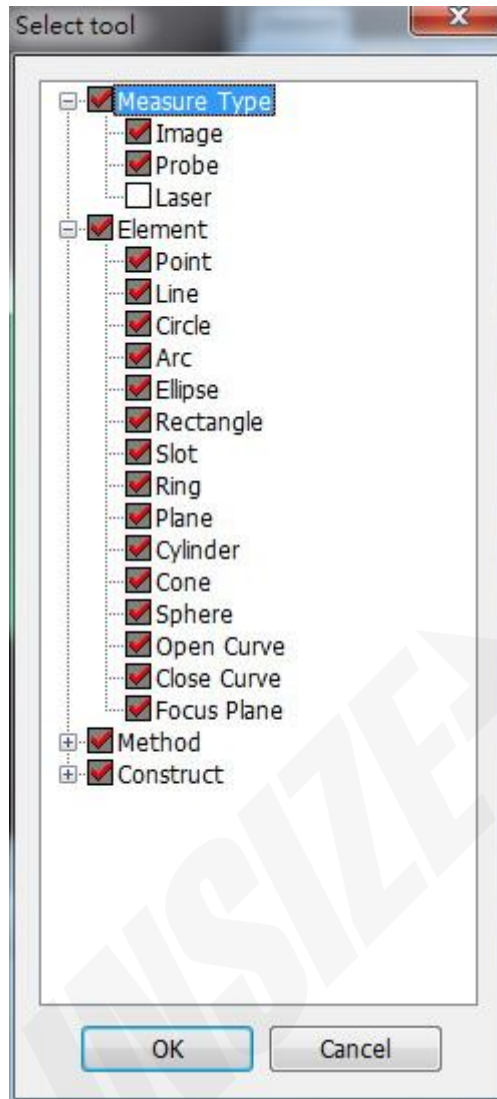 Select tool
Measure Type
Image
Probe
Laser
Element
Point
Line
Circle
Arc
Ellipse
Rectangle
Slot
Ring
Plane
Cylinder
Cone
Sphere
Open Curve
Close Curve
Focus Plane
Method
Construct
INSIZE
OK
Cancel